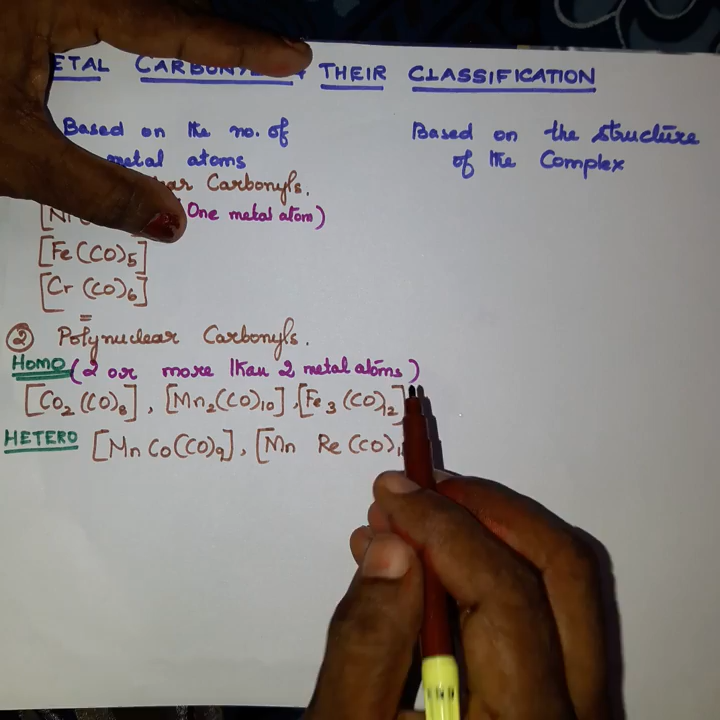 ETAL CARBONYL THEIR CLASSIFICATION
Based on the no. of
metal atoms
Based on the structure
of the Complex
Carbonyls.
One metal atom)
[Fe(CO)5]
[Cr (CO)6]
② Polynuclear Carbonyls.
HOMO (2 or more than 2 metal atoms)
[Co2(CO)8], [Mn2(CO)10], [Fe3(CO)12]
HETERO [MnCo(CO)9], [Mn Re(CO)1